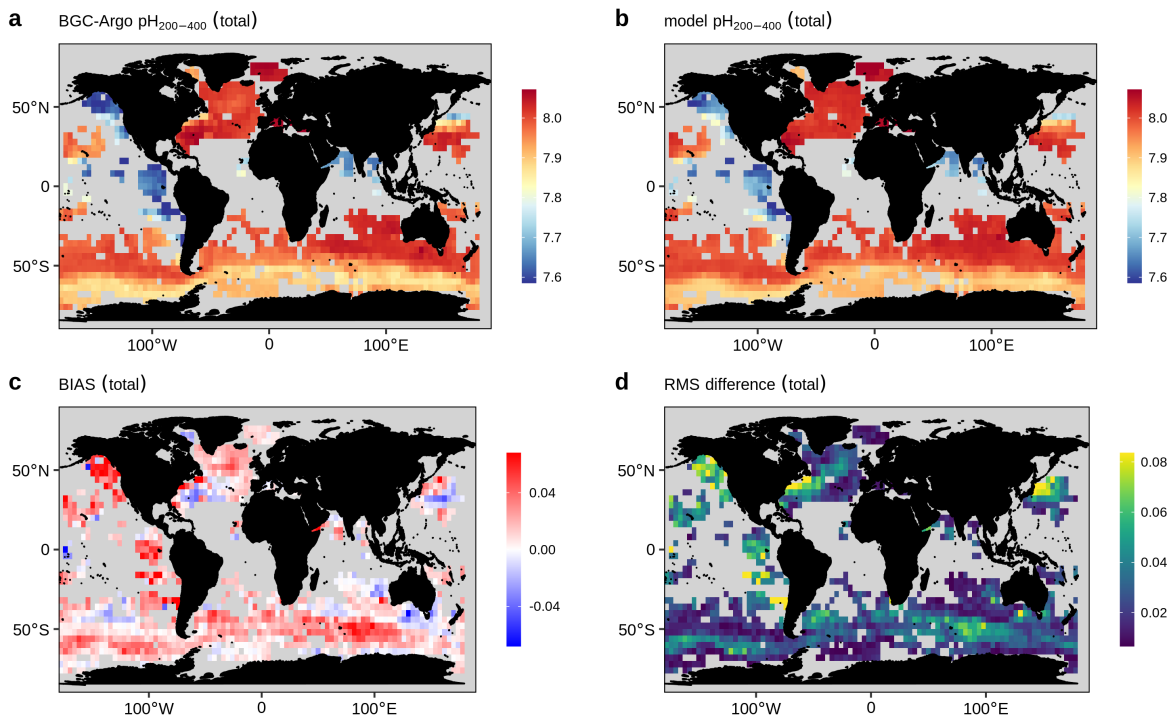 a BGC-Argo pH₂₀₀₋₄₀₀ (total)
50°N
0
50°S
100°W 0 100°E
8.0
7.9
7.8
7.7
7.6
b model pH₂₀₀₋₄₀₀ (total)
50°N
0
50°S
100°W 0 100°E
8.0
7.9
7.8
7.7
7.6
c BIAS (total)
50°N
0
50°S
100°W 0 100°E
0.04
0.00
-0.04
d RMS difference (total)
50°N
0
50°S
100°W 0 100°E
0.08
0.06
0.04
0.02